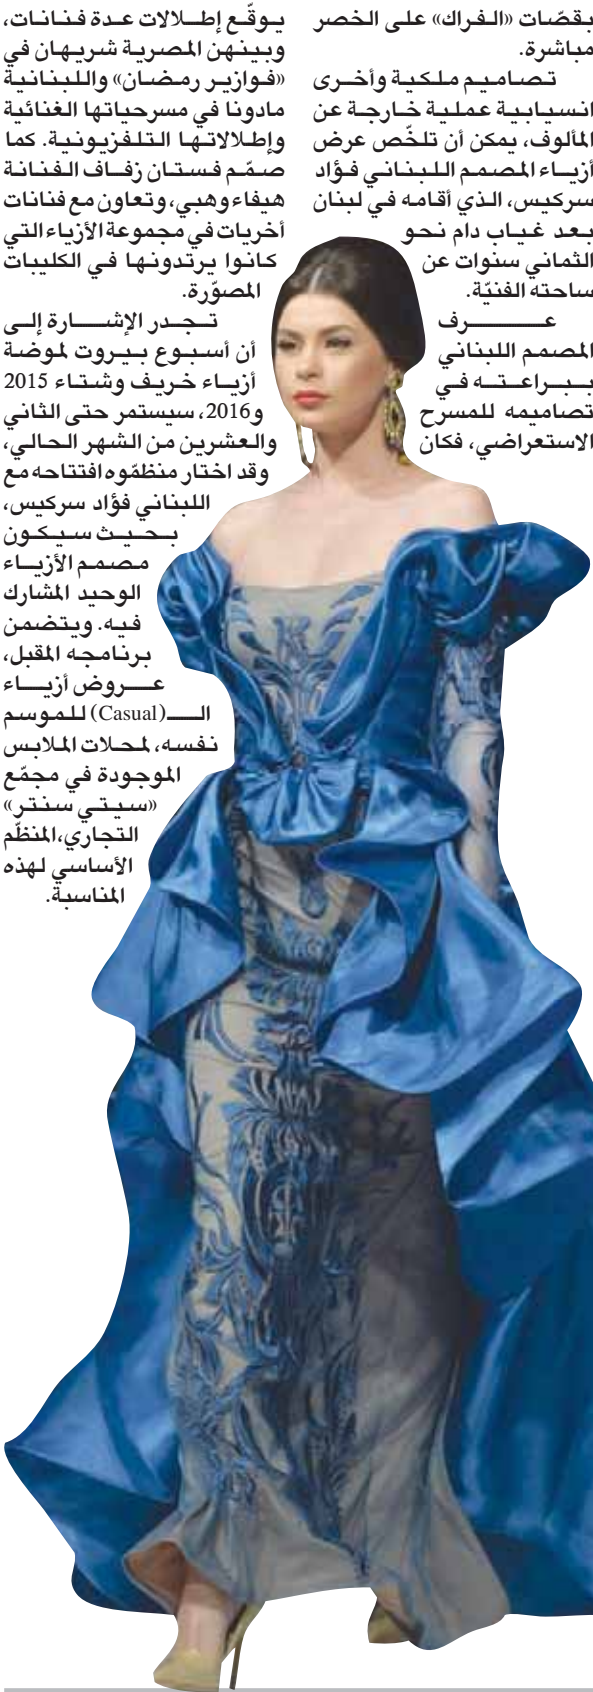 بقصّات «الفراك» على الخصر
مباشرة.
تصاميم ملكية وأخرى
انسيابية عملية خارجة عن
المألوف، يمكن أن تلخّص عرض
أزياء المصمم اللبناني فؤاد
سركيس، الذي أقامه في لبنان
بعد غياب دام نحو
الثماني سنوات عن
ساحته الفنيّة.
عرف
المصمم اللبناني
ببراعته في
تصاميمه للمسرح
الاستعراضي، فكان
يوقّع إطلالات عدة فنانات،
وبينهن المصرية شريهان في
«فوازير رمضان» واللبنانية
مادونا في مسرحياتها الغنائية
وإطلالاتها التلفزيونية. كما
صمّم فستان زفاف الفنانة
هيفاء وهبي، وتعاون مع فنانات
أخريات في مجموعة الأزياء التي
كانوا يرتدونها في الكليبات
المصوّرة.
تجدر الإشارة إلى
أن أسبوع بيروت لموضة
أزياء خريف وشتاء 2015
و2016، سيستمر حتى الثاني
والعشرين من الشهر الحالي،
وقد اختار منظمّوه افتتاحه مع
اللبناني فؤاد سركيس،
بحيث سيكون
مصمم الأزياء
الوحيد المشارك
فيه. ويتضمن
برنامجه المقبل،
عروض أزياء
الـ(Casual) للموسم
نفسه، لمحلات الملابس
الموجودة في مجمّع
«سيتي سنتر»
التجاري،المنظّم
الأساسي لهذه
المناسبة.